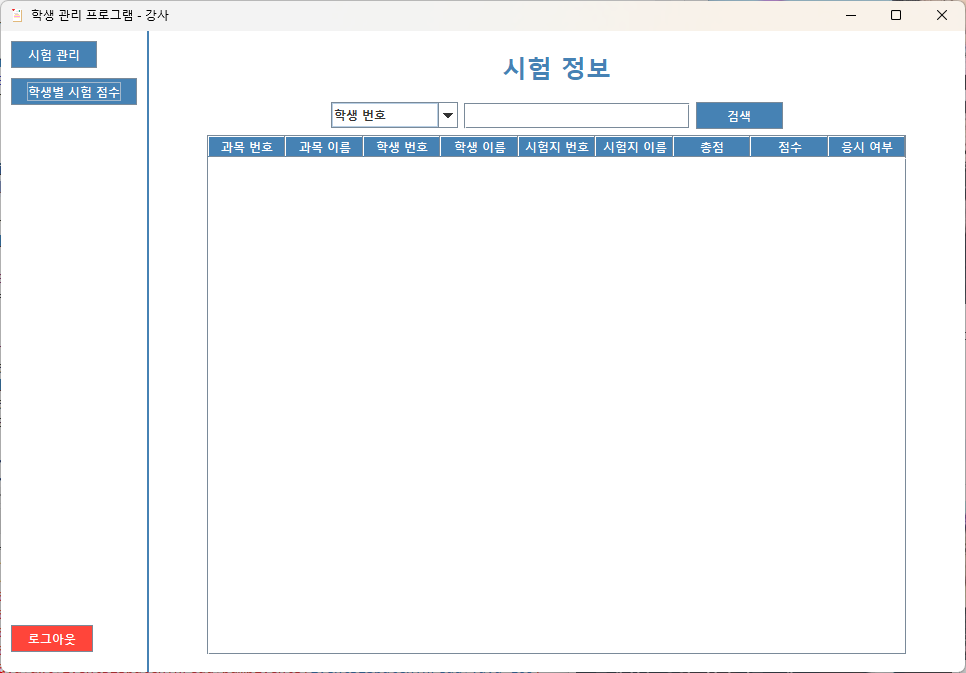 학생 관리 프로그램 - 강사
시험 관리
학생별 시험 점수
시험 정보
학생 번호
검색
과목 번호 과목 이름 학생 번호 학생 이름 시험지 번호 시험지 이름 총점 점수 응시 여부
로그아웃